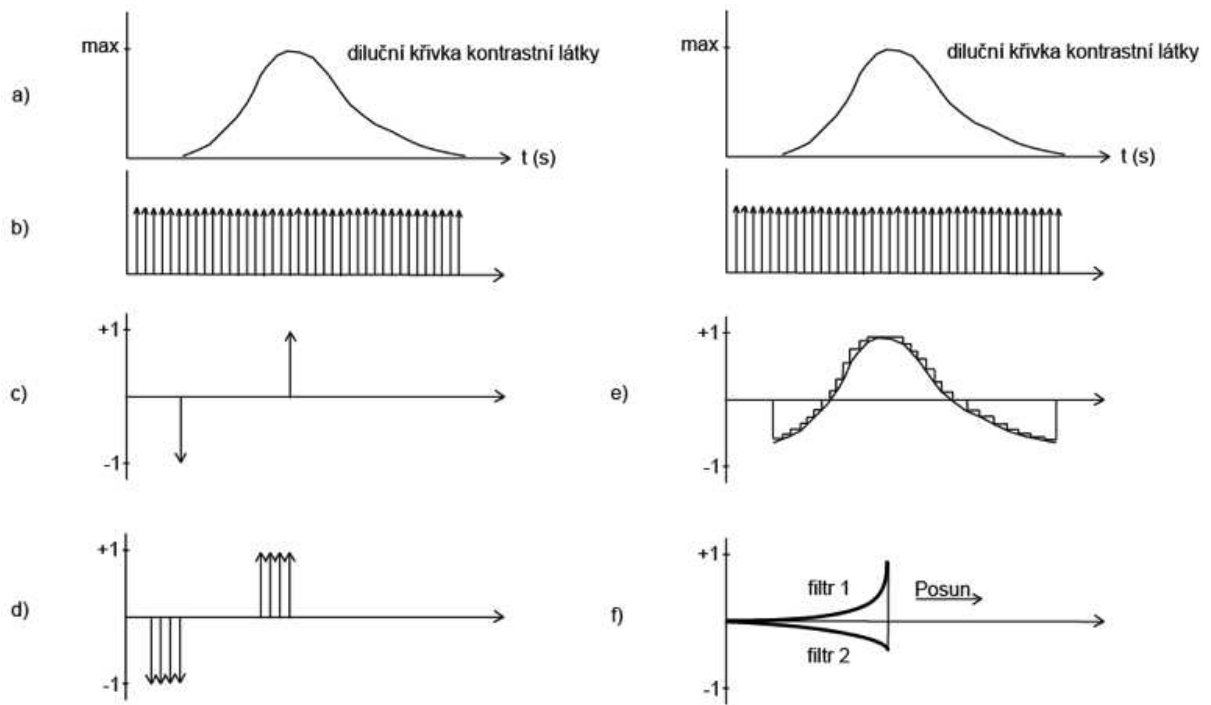 max
diluční křivka kontrastní látky
a)
t (s)
max
diluční křivka kontrastní látky
t (s)
b)
+1
c)
-1
+1
e)
-1
+1
d)
-1
+1
filtr 1
Posun
f)
filtr 2
-1